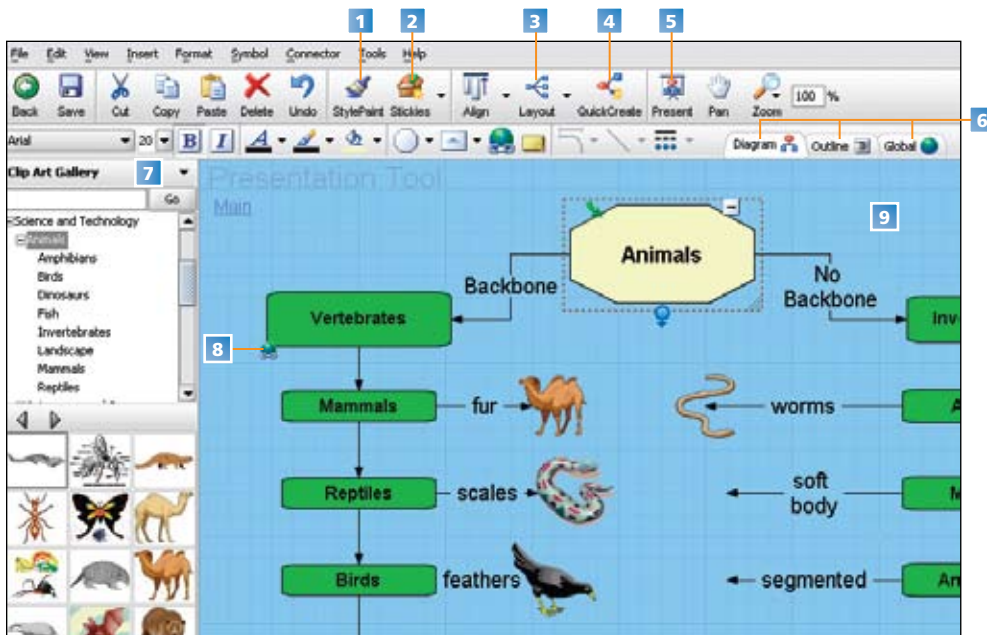 1 2 3 4 5
File Edit View Insert Format Symbol Connector Tools Help
Back Save Cut Copy Paste Delete Undo StylePaint Stickies Align Layout QuickCreate Present Pan Zoom 100 %
6
Arial 20 B I A Diagram Outline Global
Clip Art Gallery 7
Go
Presentation Tool
Main
9
Science and Technology
Animals
Amphibians
Birds
Dinosaurs
Fish
Invertebrates
Landscape
Mammals
Reptiles
Animals
Backbone
No
Backbone
Vertebrates
Inv
8
Mammals fur worms A
Reptiles scales soft
body
M
Birds feathers segmented An